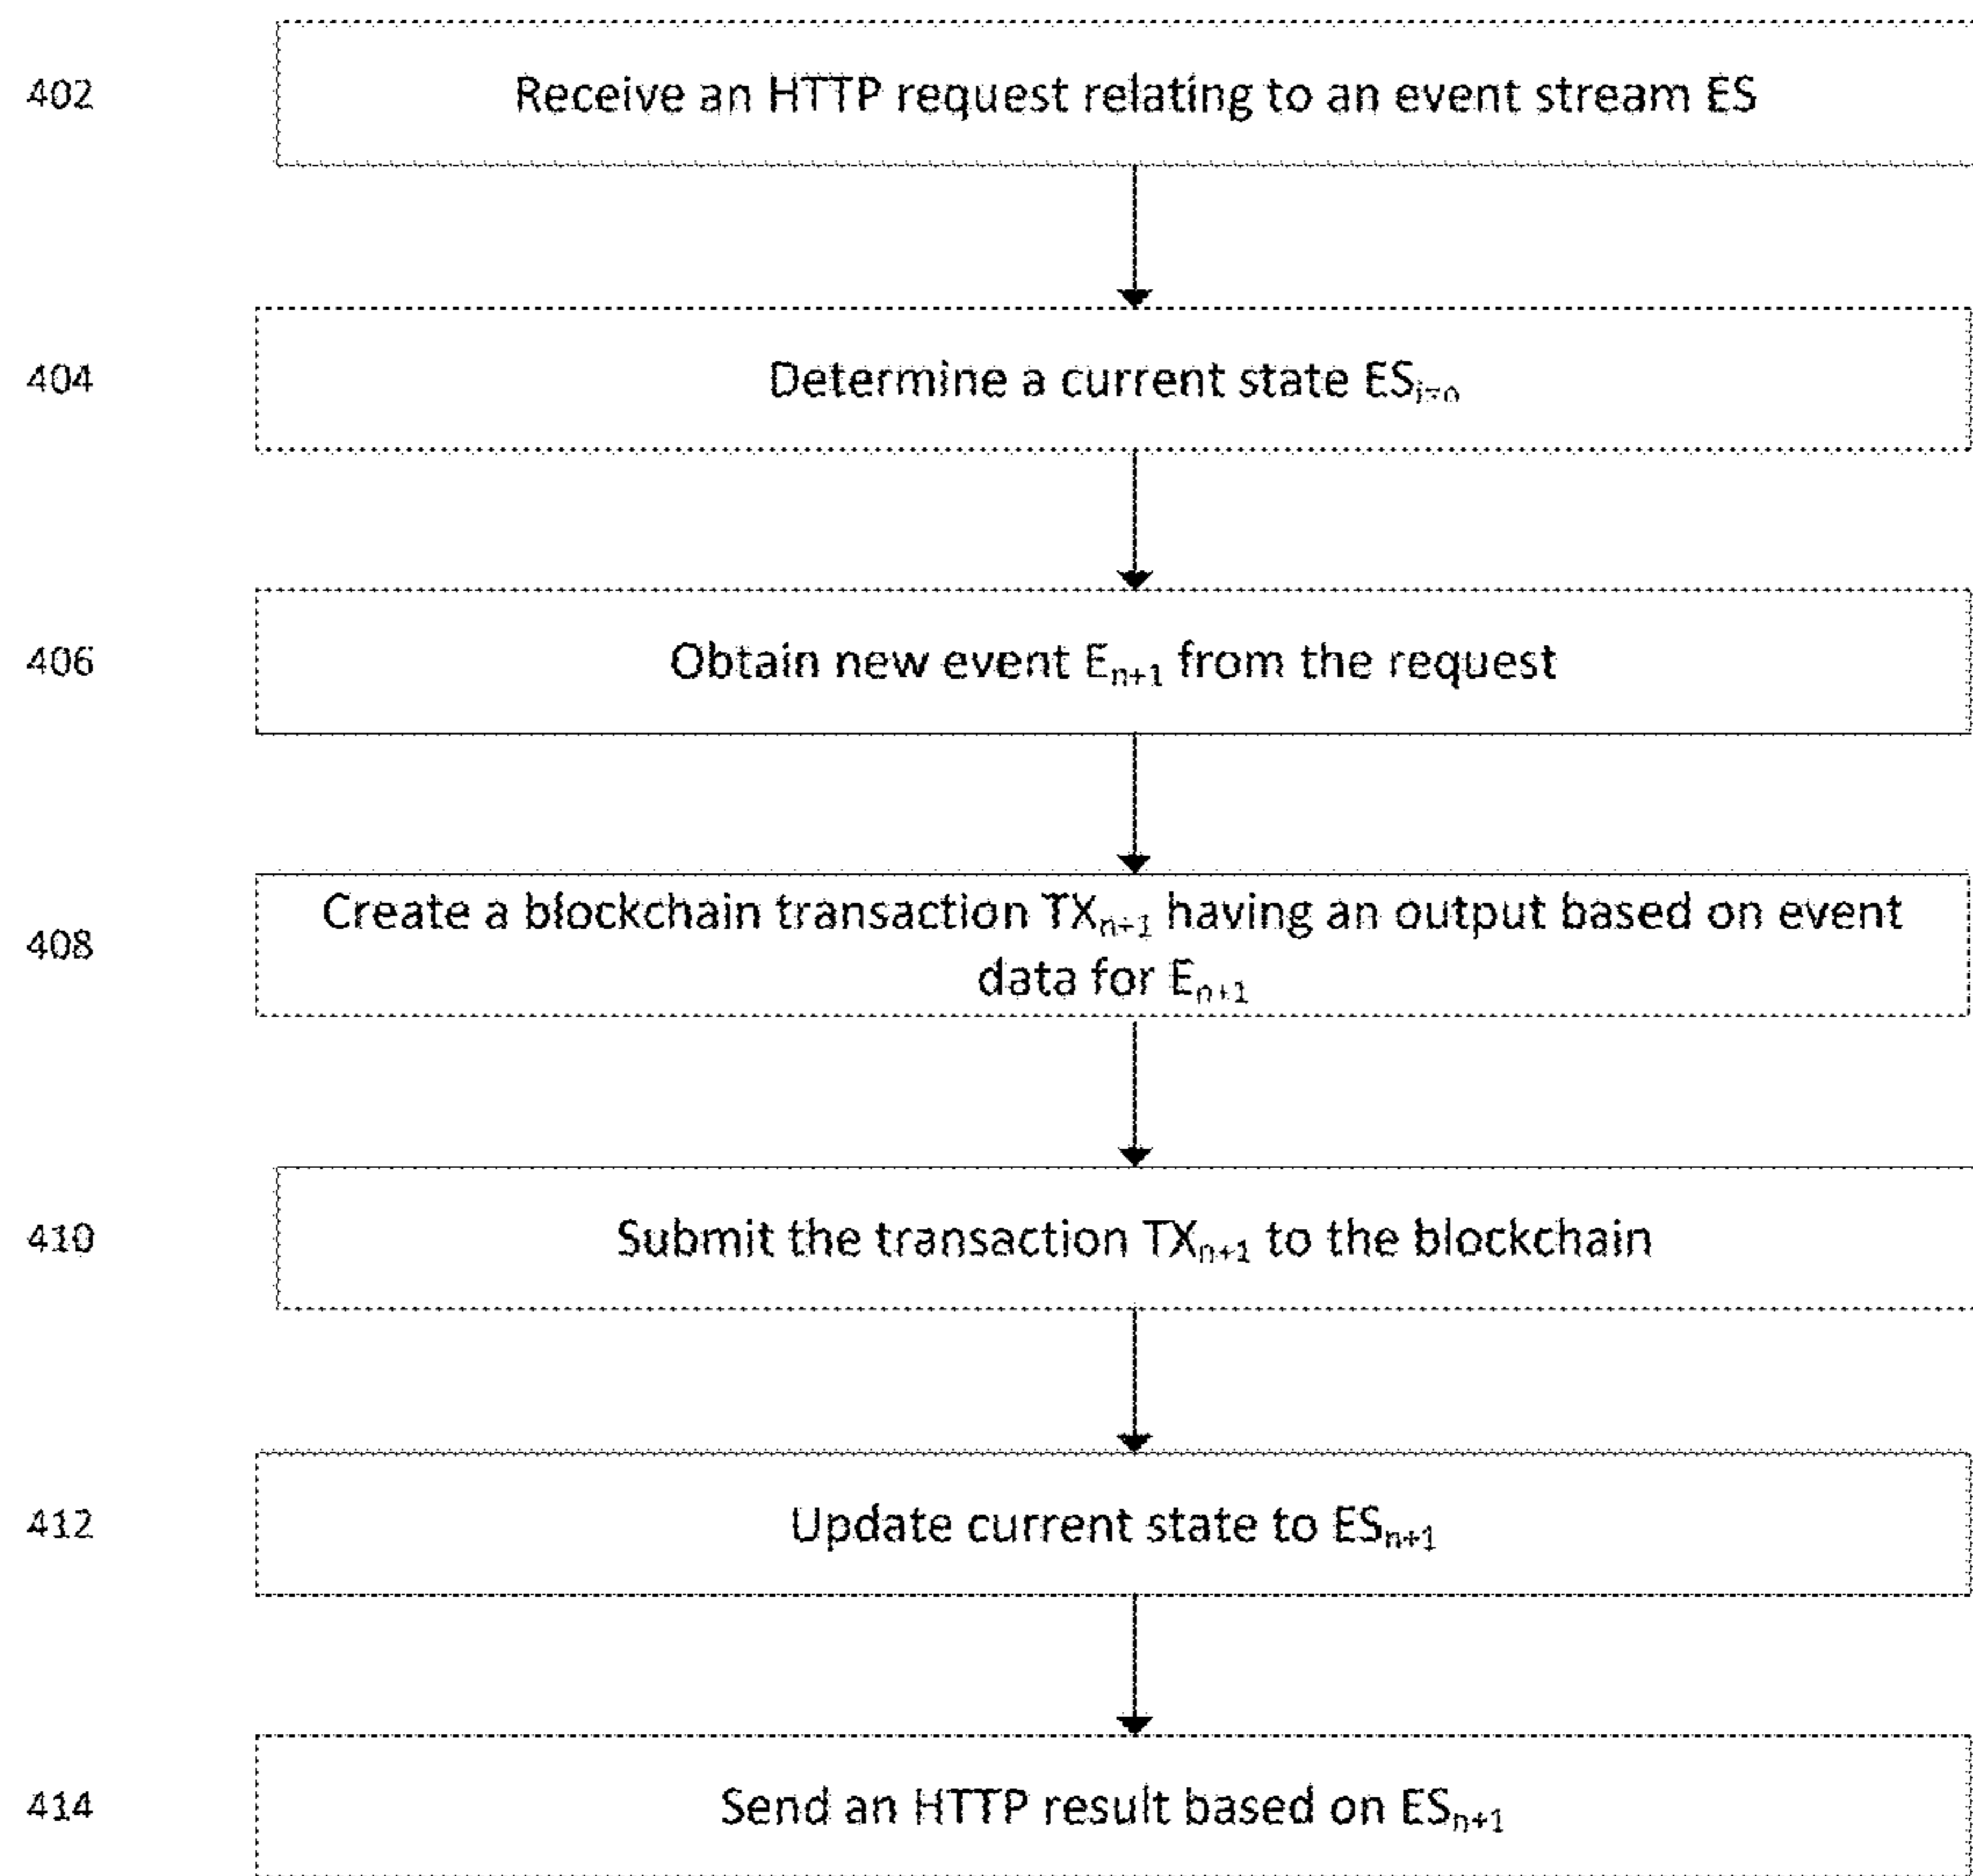 402
Receive an HTTP request relating to an event stream ES
404
Determine a current state ESᵢ₌ₙ
406
Obtain new event Eₙ₊₁ from the request
408
Create a blockchain transaction TXₙ₊₁ having an output based on event
data for Eₙ₊₁
410
Submit the transaction TXₙ₊₁ to the blockchain
412
Update current state to ESₙ₊₁
414
Send an HTTP result based on ESₙ₊₁